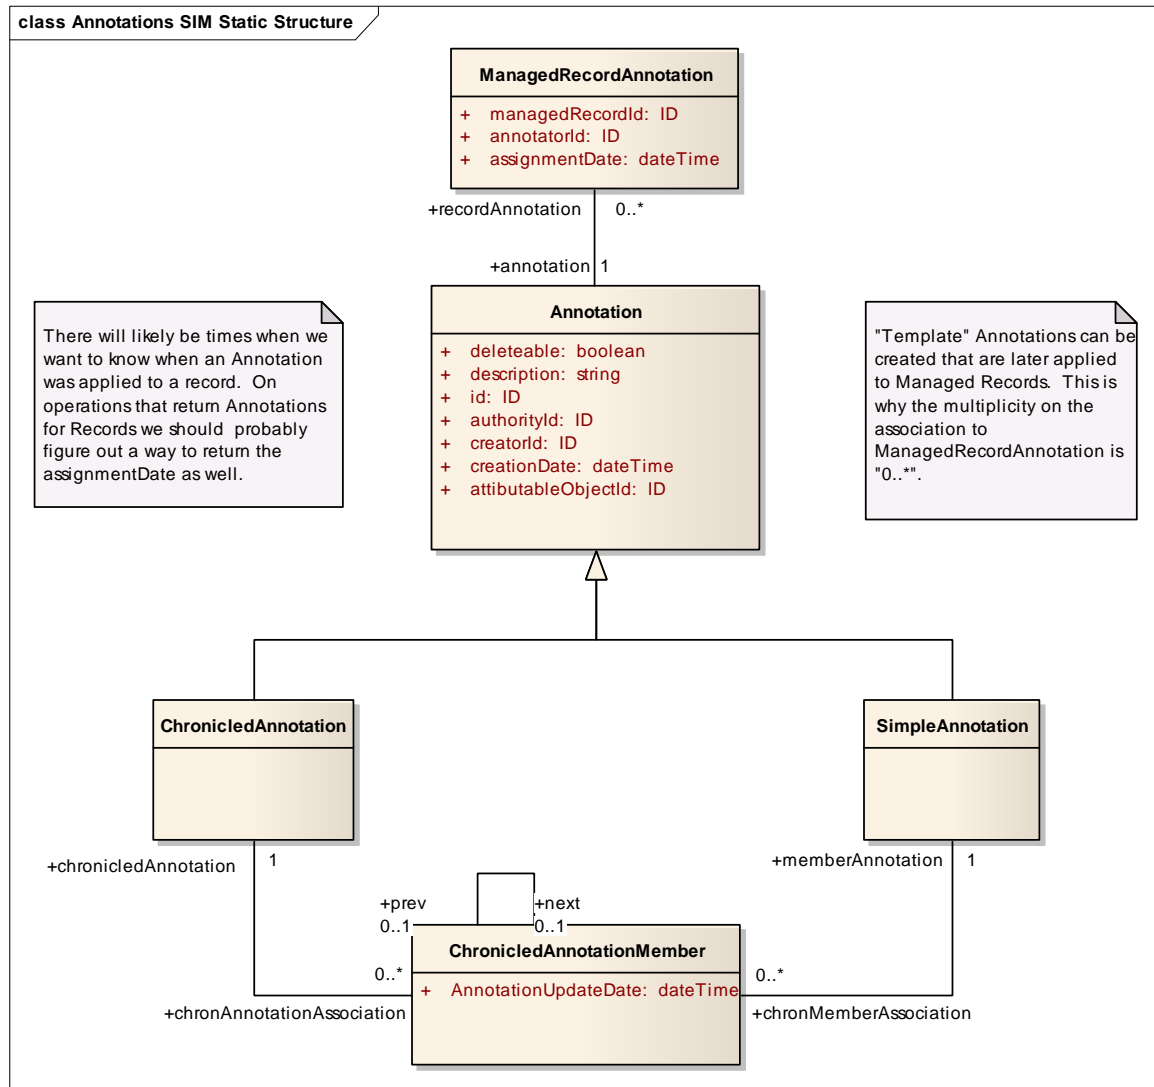 class Annotations SIM Static Structure
ManagedRecordAnnotation
+ managedRecordId: ID
+ annotatorId: ID
+ assignmentDate: dateTime
+recordAnnotation 0..*
+annotation 1
There will likely be times when we
want to know when an Annotation
was applied to a record. On
operations that return Annotations
for Records we should probably
figure out a way to return the
assignmentDate as well.
Annotation
+ deleteable: boolean
+ description: string
+ id: ID
+ authorityId: ID
+ creatorId: ID
+ creationDate: dateTime
+ attibutableObjectId: ID
"Template" Annotations can be
created that are later applied
to Managed Records. This is
why the multiplicity on the
association to
ManagedRecordAnnotation is
"0..*".
ChronicledAnnotation
SimpleAnnotation
+chronicledAnnotation 1
+memberAnnotation 1
+prev
0..1
+next
0..1
ChronicledAnnotationMember
+ AnnotationUpdateDate: dateTime
0..*
+chronAnnotationAssociation
0..*
+chronMemberAssociation